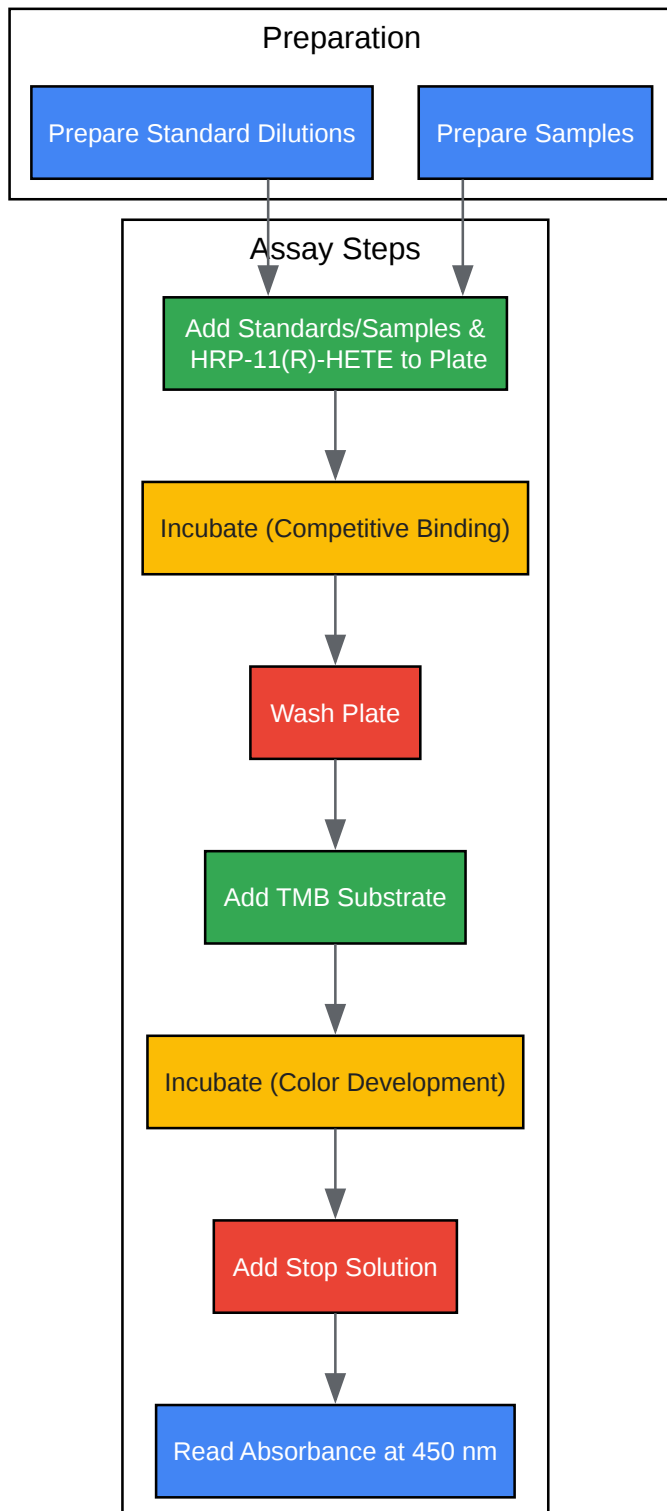 Preparation
Prepare Standard Dilutions
Prepare Samples
Assay Steps
Add Standards/Samples &
HRP-11(R)-HETE to Plate
Incubate (Competitive Binding)
Wash Plate
Add TMB Substrate
Incubate (Color Development)
Add Stop Solution
Read Absorbance at 450 nm